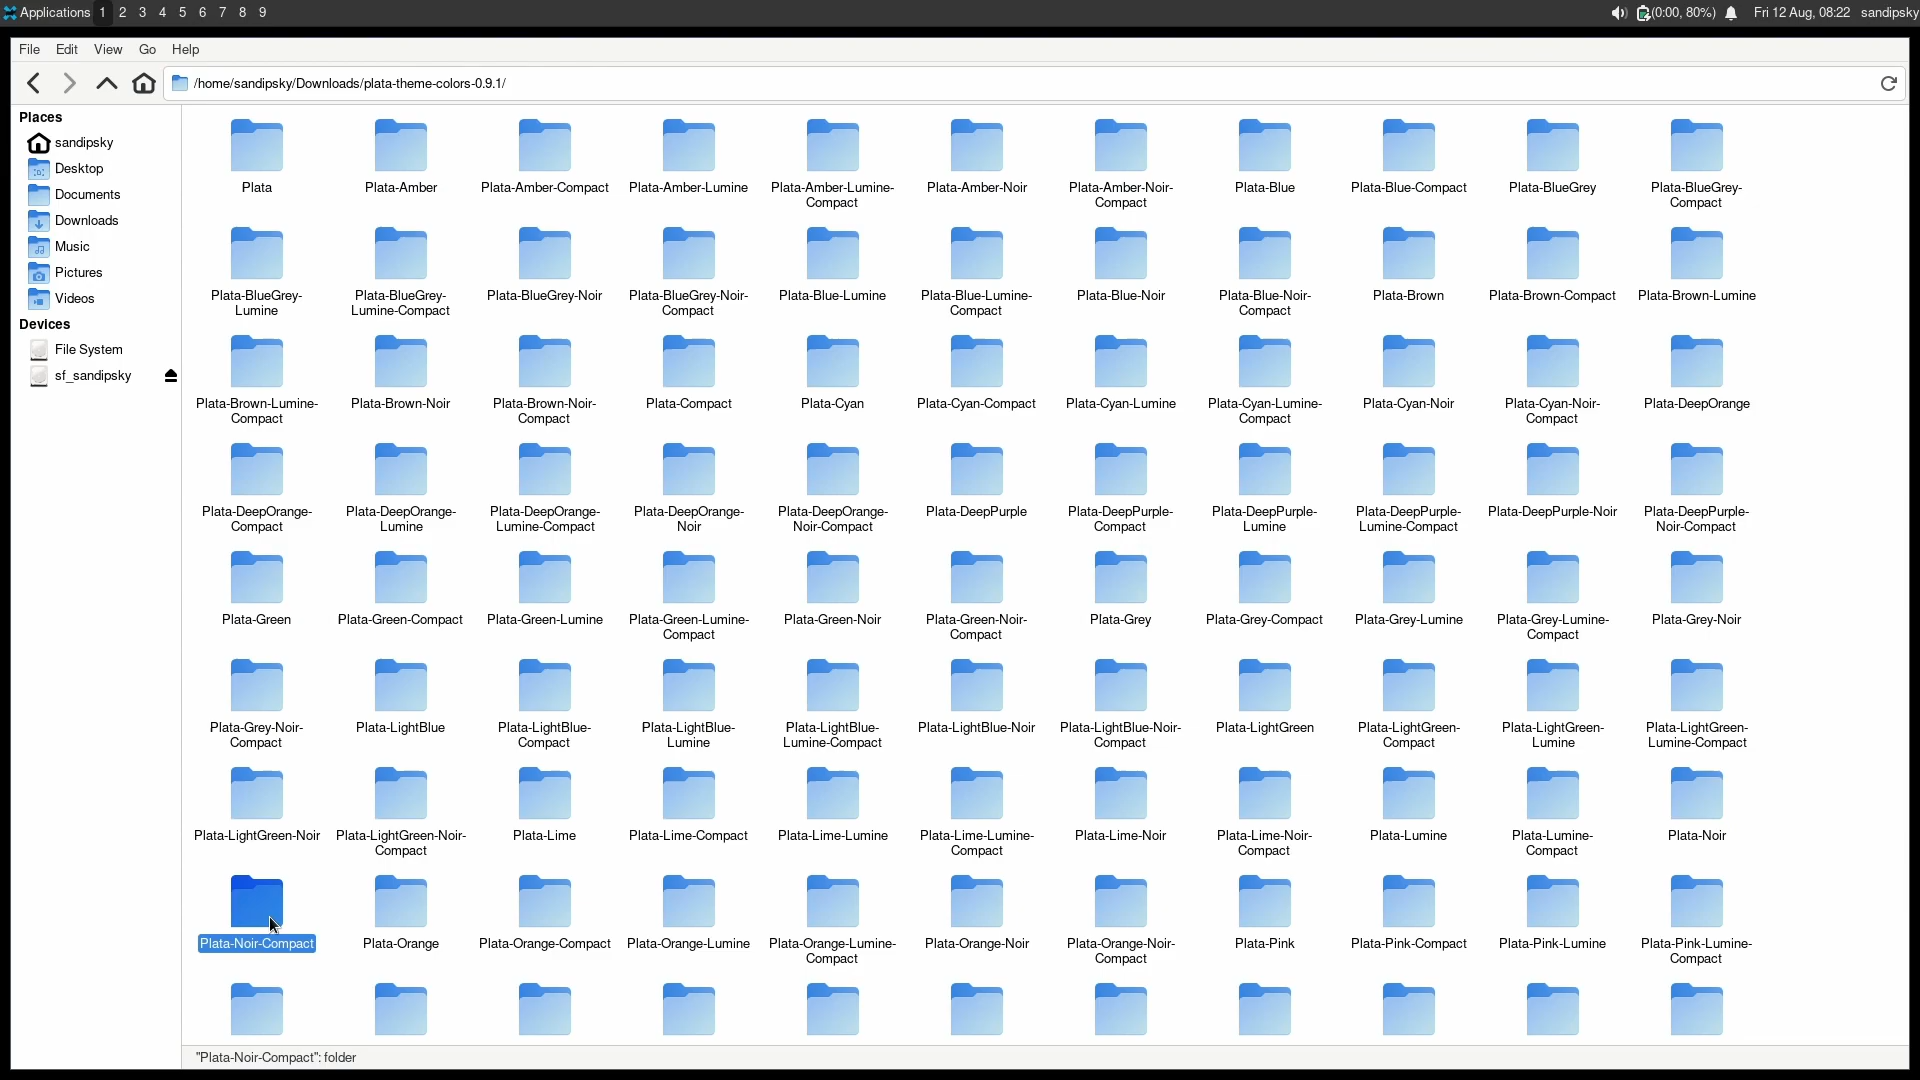 Applications 1 2 3 4 5 6 7 8 9 (0:00, 80%) Fri 12 Aug, 08:22 sandipsky
File Edit View Go Help
/home/sandipsky/Downloads/plata-theme-colors-0.9.1/
Places
sandipsky
Desktop
Documents
Downloads
Music
Pictures
Videos
Devices
File System
sf_sandipsky
Plata Plata-Amber Plata-Amber-Compact Plata-Amber-Lumine Plata-Amber-Lumine- Plata-Amber-Noir Plata-Amber-Noir- Plata-Blue Plata-Blue-Compact Plata-BlueGrey Plata-BlueGrey-
Compact Compact Compact
Plata-BlueGrey- Plata-BlueGrey- Plata-BlueGrey-Noir Plata-BlueGrey-Noir- Plata-Blue-Lumine Plata-Blue-Lumine- Plata-Blue-Noir Plata-Blue-Noir- Plata-Brown Plata-Brown-Compact Plata-Brown-Lumine
Lumine Lumine-Compact Compact Compact Compact
Plata-Brown-Lumine- Plata-Brown-Noir Plata-Brown-Noir- Plata-Compact Plata-Cyan Plata-Cyan-Compact Plata-Cyan-Lumine Plata-Cyan-Lumine- Plata-Cyan-Noir Plata-Cyan-Noir- Plata-DeepOrange
Compact Compact Compact Compact
Plata-DeepOrange- Plata-DeepOrange- Plata-DeepOrange- Plata-DeepOrange- Plata-DeepOrange- Plata-DeepPurple Plata-DeepPurple- Plata-DeepPurple- Plata-DeepPurple- Plata-DeepPurple-Noir Plata-DeepPurple-
Compact Lumine Lumine-Compact Noir Noir-Compact Compact Lumine Lumine-Compact Noir-Compact
Plata-Green Plata-Green-Compact Plata-Green-Lumine Plata-Green-Lumine- Plata-Green-Noir Plata-Green-Noir- Plata-Grey Plata-Grey-Compact Plata-Grey-Lumine Plata-Grey-Lumine- Plata-Grey-Noir
Compact Compact Compact
Plata-Grey-Noir- Plata-LightBlue Plata-LightBlue- Plata-LightBlue- Plata-LightBlue- Plata-LightBlue-Noir Plata-LightBlue-Noir- Plata-LightGreen Plata-LightGreen- Plata-LightGreen- Plata-LightGreen-
Compact Compact Lumine Lumine-Compact Compact Compact Lumine Lumine-Compact
Plata-LightGreen-Noir Plata-LightGreen-Noir- Plata-Lime Plata-Lime-Compact Plata-Lime-Lumine Plata-Lime-Lumine- Plata-Lime-Noir Plata-Lime-Noir- Plata-Lumine Plata-Lumine- Plata-Noir
Compact Compact Compact Compact
Plata-Noir-Compact Plata-Orange Plata-Orange-Compact Plata-Orange-Lumine Plata-Orange-Lumine- Plata-Orange-Noir Plata-Orange-Noir- Plata-Pink Plata-Pink-Compact Plata-Pink-Lumine Plata-Pink-Lumine-
Compact Compact Compact
"Plata-Noir-Compact": folder